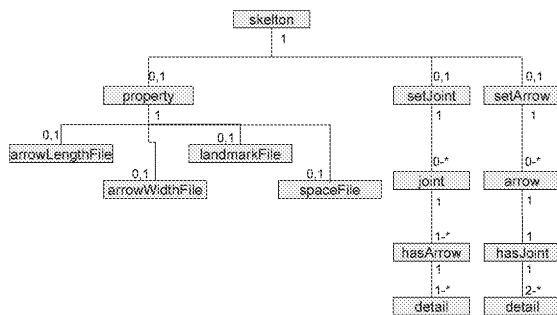 skelton
1
0,1 0,1 0,1
property setJoint setArrow
1 1 1
0,1 0,1
arrowLengthFile landmarkFile
0,1 0,1 0-* 0-*
arrowWidthFile spaceFile joint arrow
1 1
1-* 1
hasArrow hasJoint
1 1
1-* 2-*
detail detail